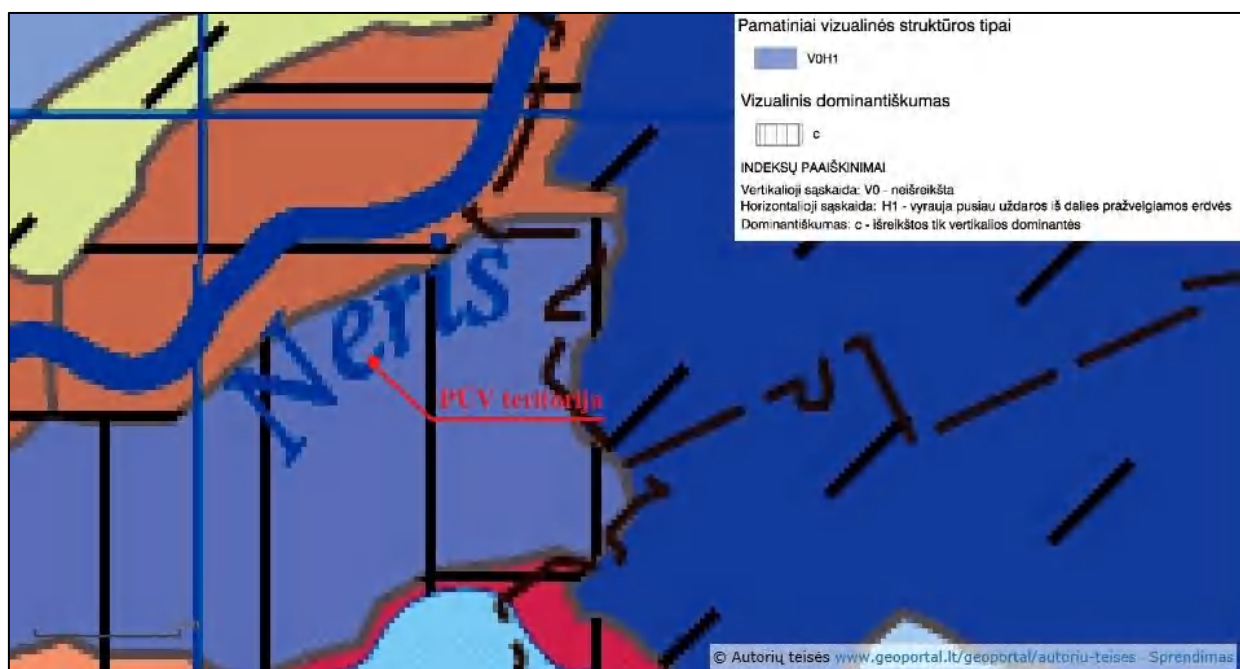 Pamatiniai vizualinės struktūros tipai
V0H1
Vizualinis dominantiškumas
c
INDEKSŲ PAAIŠKINIMAI
Vertikalioji sąskaida: V0 - neišreikšta
Horizontalioji sąskaida: H1 - vyrauja pusiau uždaros iš dalies pražvelgiamos erdvės
Dominantiškumas: c - išreikštos tik vertikalios dominantės
Neris
PŪV teritorija
© Autorių teisės www.geoportal.lt/geoportal/autoriu-teises - Sprendimas